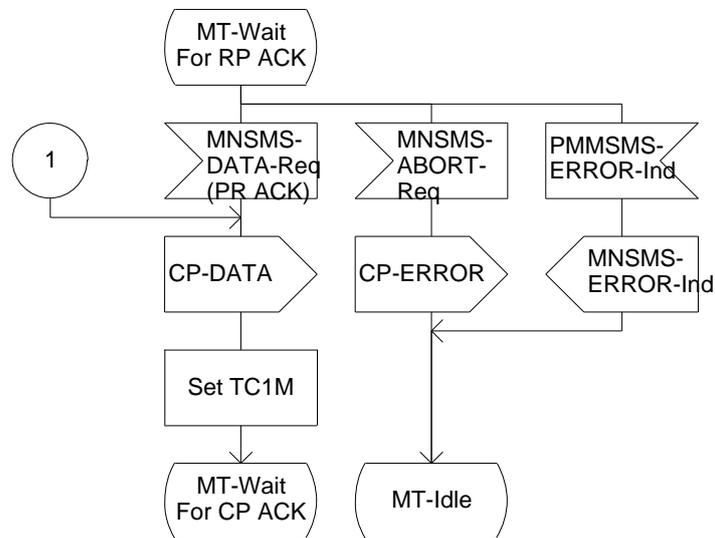 MT-Wait
For RP ACK
1
MNSMS-
DATA-Req
(PR ACK)
MNSMS-
ABORT-
Req
PMMSMS-
ERROR-Ind
CP-DATA
CP-ERROR
MNSMS-
ERROR-Ind
Set TC1M
MT-Wait
For CP ACK
MT-Idle